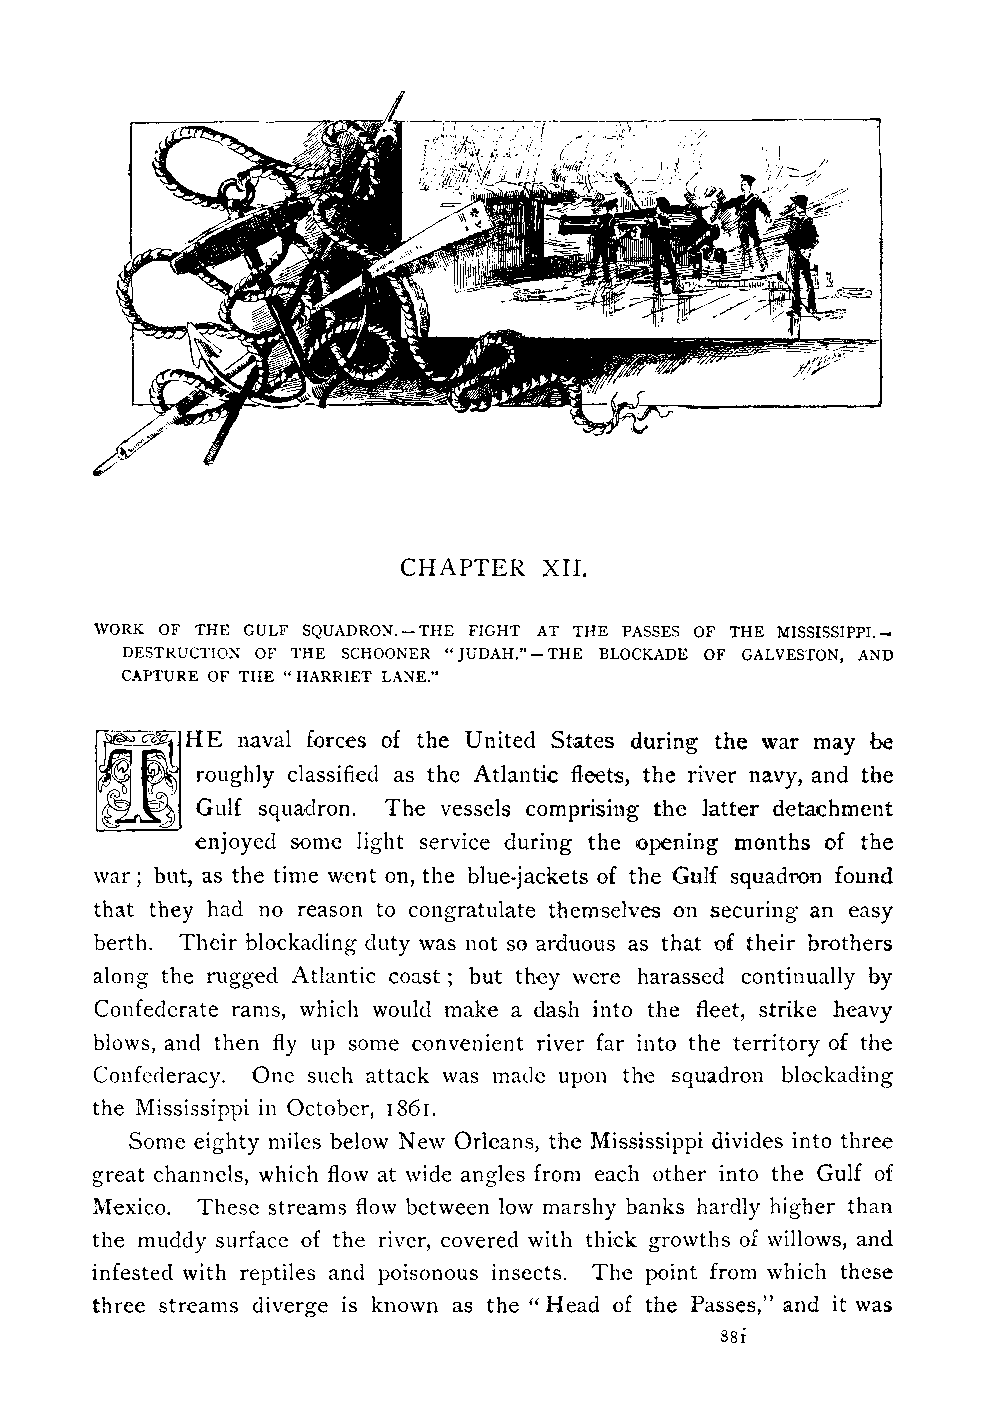 CHAPTER XII.
WORK OF THE GULF SQUADRON.—THE FIGHT AT THE PASSES OF THE MISSISSIPPI.—
DESTRUCTION OF THE SCHOONER "JUDAH."—THE BLOCKADE OF GALVESTON, AND
CAPTURE OF THE "HARRIET LANE."
THE naval forces of the United States during the war may be
roughly classified as the Atlantic fleets, the river navy, and the
Gulf squadron. The vessels comprising the latter detachment
enjoyed some light service during the opening months of the
war; but, as the time went on, the blue-jackets of the Gulf squadron found
that they had no reason to congratulate themselves on securing an easy
berth. Their blockading duty was not so arduous as that of their brothers
along the rugged Atlantic coast; but they were harassed continually by
Confederate rams, which would make a dash into the fleet, strike heavy
blows, and then fly up some convenient river far into the territory of the
Confederacy. One such attack was made upon the squadron blockading
the Mississippi in October, 1861.
Some eighty miles below New Orleans, the Mississippi divides into three
great channels, which flow at wide angles from each other into the Gulf of
Mexico. These streams flow between low marshy banks hardly higher than
the muddy surface of the river, covered with thick growths of willows, and
infested with reptiles and poisonous insects. The point from which these
three streams diverge is known as the "Head of the Passes," and it was